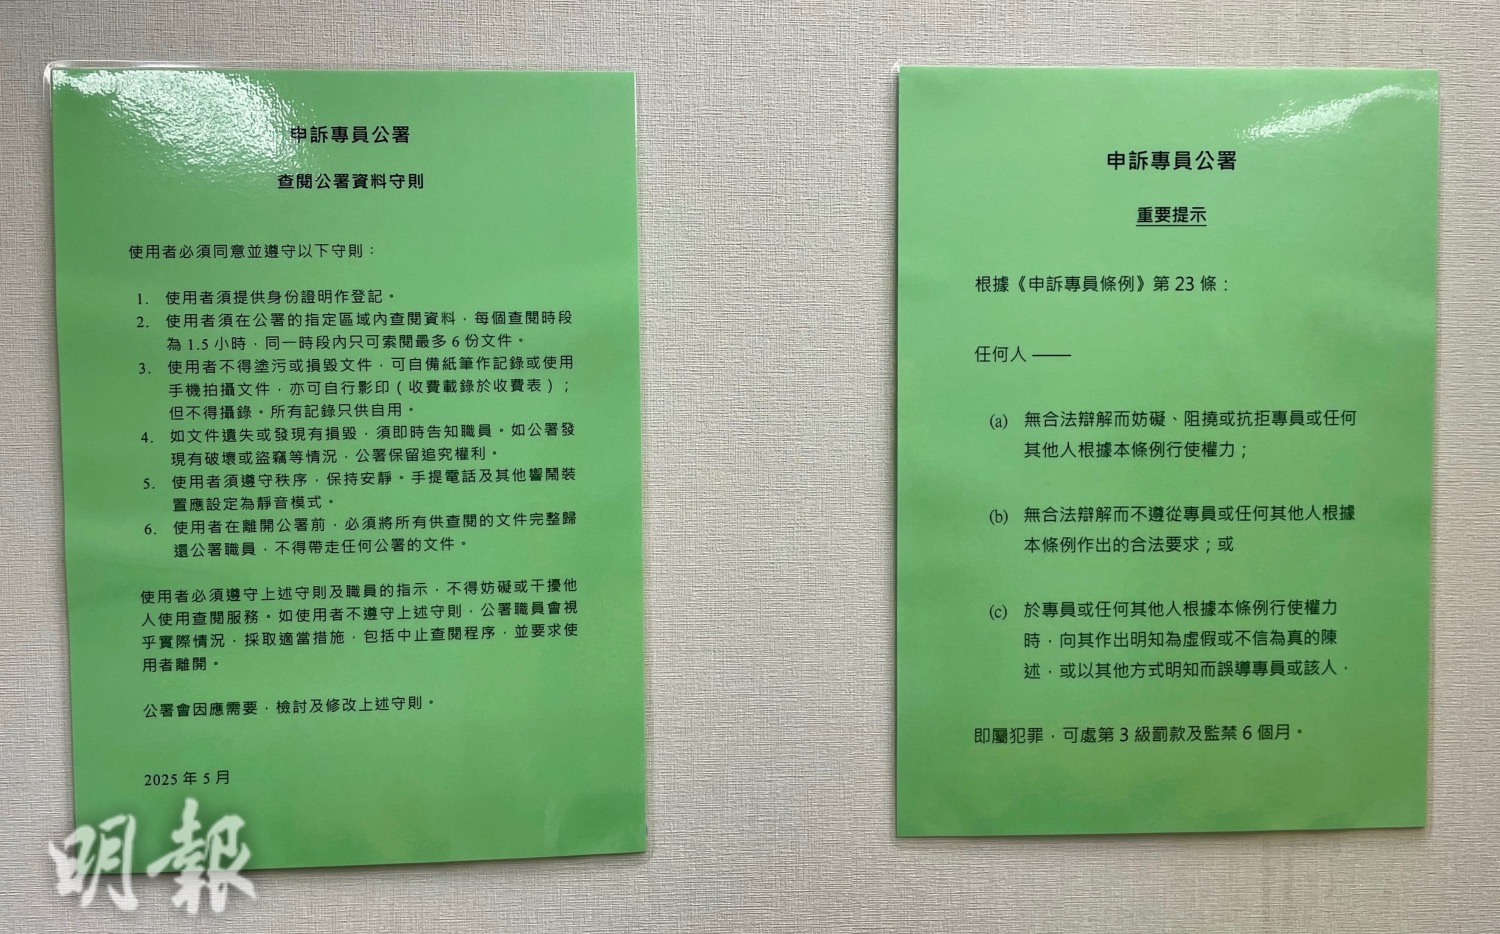 申訴專員公署
查閱公署資料守則
使用者必須同意並遵守以下守則：
1. 使用者須提供身份證明作登記。
2. 使用者須在公署的指定區域內查閱資料，每個查閱時段
為 1.5 小時，同一時段內只可索閱最多 6 份文件。
3. 使用者不得塗污或損毀文件，可自備紙筆作記錄或使用
手機拍攝文件，亦可自行影印（收費載錄於收費表）；
但不得攝錄。所有記錄只供自用。
4. 如文件遺失或發現有損毀，須即時告知職員。如公署發
現有破壞或盜竊等情況，公署保留追究權利。
5. 使用者須遵守秩序，保持安靜。手提電話及其他響鬧裝
置應設定為靜音模式。
6. 使用者在離開公署前，必須將所有供查閱的文件完整歸
還公署職員，不得帶走任何公署的文件。
使用者必須遵守上述守則及職員的指示，不得妨礙或干擾他
人使用查閱服務。如使用者不遵守上述守則，公署職員會視
乎實際情況，採取適當措施，包括中止查閱程序，並要求使
用者離開。
公署會因應需要，檢討及修改上述守則。
2025 年 5 月
申訴專員公署
重要提示
根據《申訴專員條例》第 23 條：
任何人 ——
(a) 無合法辯解而妨礙、阻撓或抗拒專員或任何
其他人根據本條例行使權力；
(b) 無合法辯解而不遵從專員或任何其他人根據
本條例作出的合法要求；或
(c) 於專員或任何其他人根據本條例行使權力
時，向其作出明知為虛假或不信為真的陳
述，或以其他方式明知而誤導專員或該人，
即屬犯罪，可處第 3 級罰款及監禁 6 個月。
明報